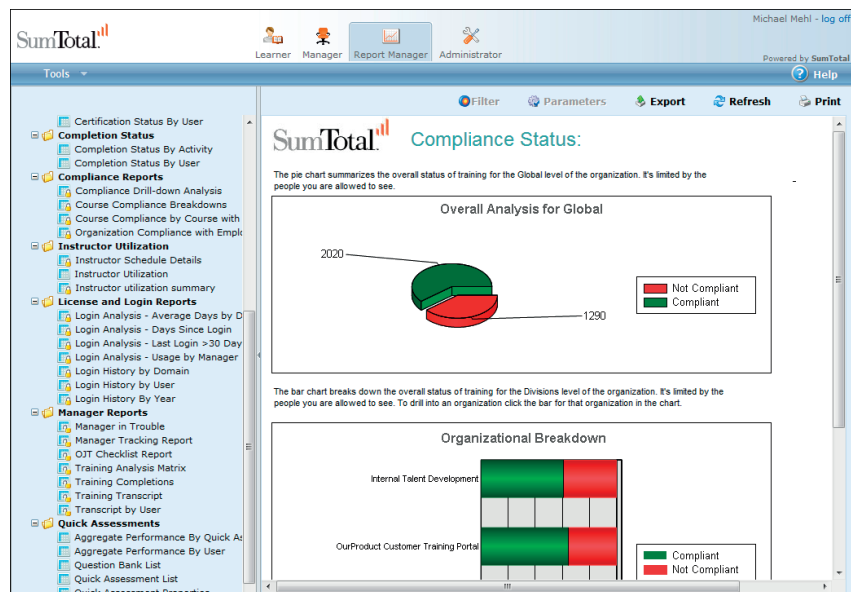 Michael Mehl - log off
SumTotal.
Learner Manager Report Manager Administrator
Powered by SumTotal
Tools
Help
Filter Parameters Export Refresh Print
Certification Status By User
Completion Status
Completion Status By Activity
Completion Status By User
Compliance Reports
Compliance Drill-down Analysis
Course Compliance Breakdowns
Course Compliance by Course with
Organization Compliance with Emplo
Instructor Utilization
Instructor Schedule Details
Instructor Utilization
Instructor utilization summary
License and Login Reports
Login Analysis - Average Days by D
Login Analysis - Days Since Login
Login Analysis - Last Login >30 Day
Login Analysis - Usage by Manager
Login History by Domain
Login History by User
Login History By Year
Manager Reports
Manager in Trouble
Manager Tracking Report
OJT Checklist Report
Training Analysis Matrix
Training Completions
Training Transcript
Transcript by User
Quick Assessments
Aggregate Performance By Quick As
Aggregate Performance By User
Question Bank List
Quick Assessment List
Quick Assessment Properties
SumTotal. Compliance Status:
The pie chart summarizes the overall status of training for the Global level of the organization. It's limited by the
people you are allowed to see.
-
Overall Analysis for Global
2020
1290
Not Compliant
Compliant
The bar chart breaks down the overall status of training for the Divisions level of the organization. It's limited by the
people you are allowed to see. To drill into an organization click the bar for that organization in the chart.
Organizational Breakdown
Internal Talent Development
OurProduct Customer Training Portal
Compliant
Not Compliant